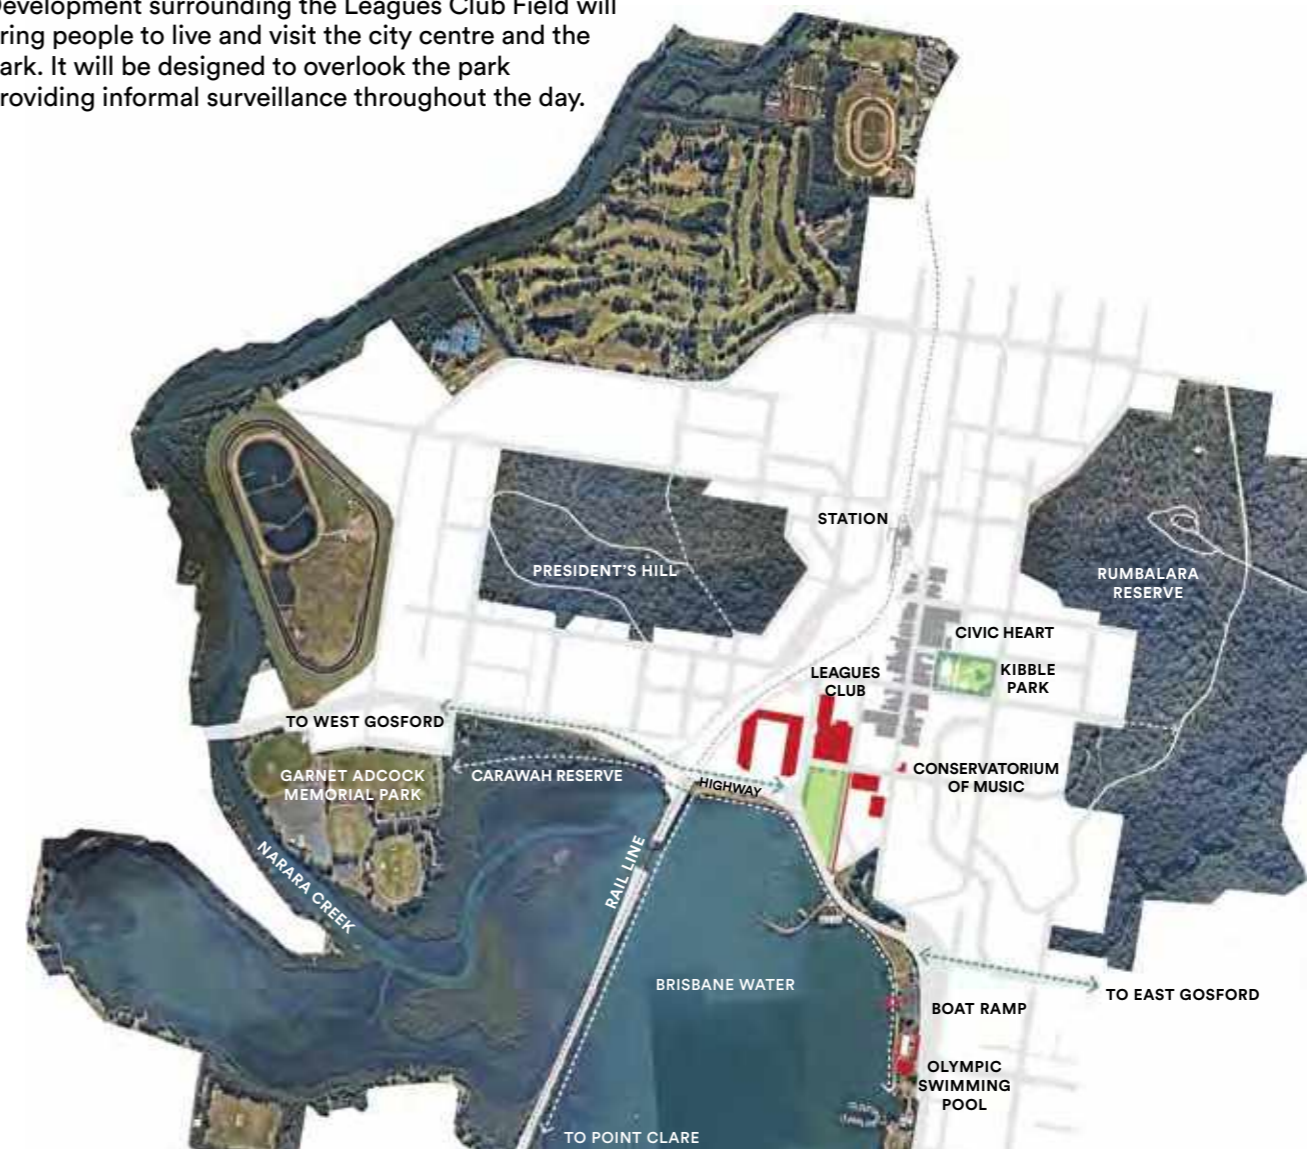 Development surrounding the Leagues Club Field will
ring people to live and visit the city centre and the
ark. It will be designed to overlook the park
roviding informal surveillance throughout the day.
STATION
PRESIDENT'S HILL
RUMBALARA
RESERVE
CIVIC HEART
LEAGUES
CLUB
KIBBLE
PARK
TO WEST GOSFORD
GARNET ADCOCK
MEMORIAL PARK
CARAWAH RESERVE
HIGHWAY
CONSERVATORIUM
OF MUSIC
NARARA CREEK
RAIL LINE
BRISBANE WATER
TO EAST GOSFORD
BOAT RAMP
OLYMPIC
SWIMMING
POOL
TO POINT CLARE